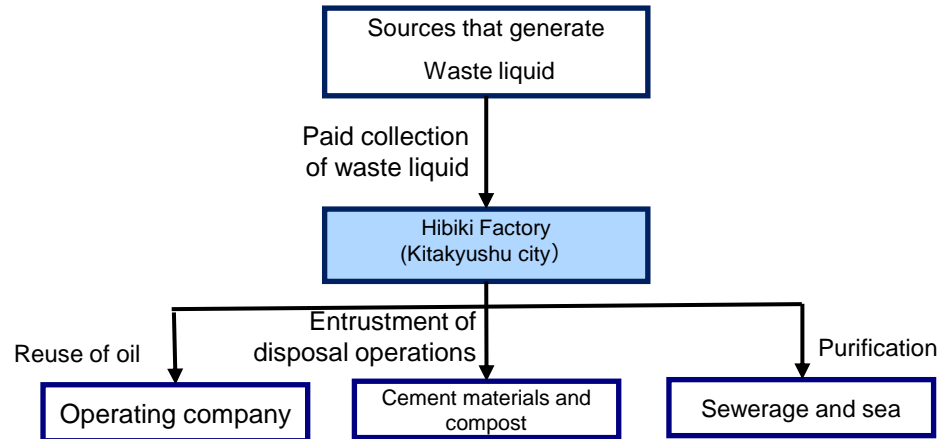 Sources that generate
Waste liquid
Paid collection
of waste liquid
Hibiki Factory
(Kitakyushu city）
Reuse of oil
Entrustment of
disposal operations
Purification
Operating company
Cement materials and
compost
Sewerage and sea